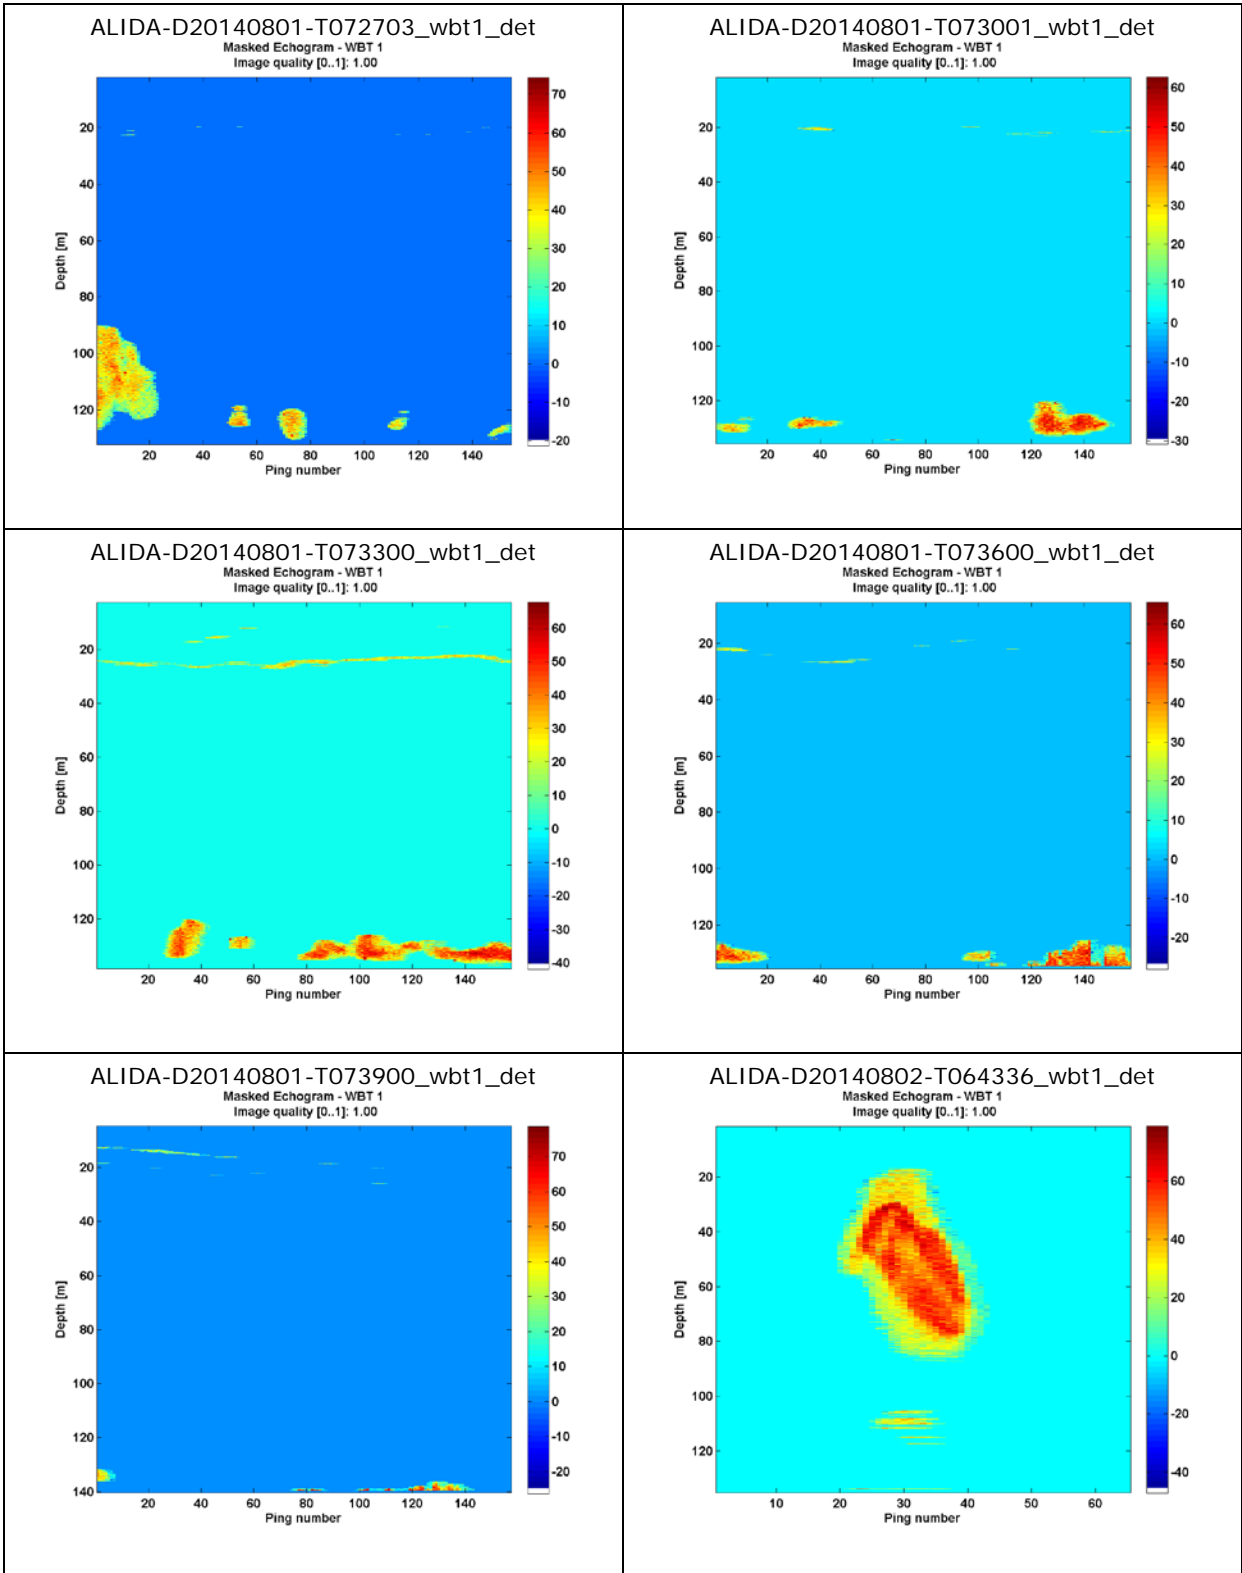 ALIDA-D20140801-T072703_wbt1_det
Masked Echogram - WBT 1
Image quality [0..1]: 1.00
70
60
50
40
30
20
10
0
-10
-20
20
40
60
80
100
120
Depth [m]
20 40 60 80 100 120 140
Ping number
ALIDA-D20140801-T073001_wbt1_det
Masked Echogram - WBT 1
Image quality [0..1]: 1.00
60
50
40
30
20
10
0
-10
-20
-30
20
40
60
80
100
120
Depth [m]
20 40 60 80 100 120 140
Ping number
ALIDA-D20140801-T073300_wbt1_det
Masked Echogram - WBT 1
Image quality [0..1]: 1.00
60
50
40
30
20
10
0
-10
-20
-30
-40
20
40
60
80
100
120
Depth [m]
20 40 60 80 100 120 140
Ping number
ALIDA-D20140801-T073600_wbt1_det
Masked Echogram - WBT 1
Image quality [0..1]: 1.00
60
50
40
30
20
10
0
-10
-20
20
40
60
80
100
120
Depth [m]
20 40 60 80 100 120 140
Ping number
ALIDA-D20140801-T073900_wbt1_det
Masked Echogram - WBT 1
Image quality [0..1]: 1.00
70
60
50
40
30
20
10
0
-10
-20
20
40
60
80
100
120
140
Depth [m]
20 40 60 80 100 120 140
Ping number
ALIDA-D20140802-T064336_wbt1_det
Masked Echogram - WBT 1
Image quality [0..1]: 1.00
60
40
20
0
-20
-40
20
40
60
80
100
120
Depth [m]
10 20 30 40 50 60
Ping number